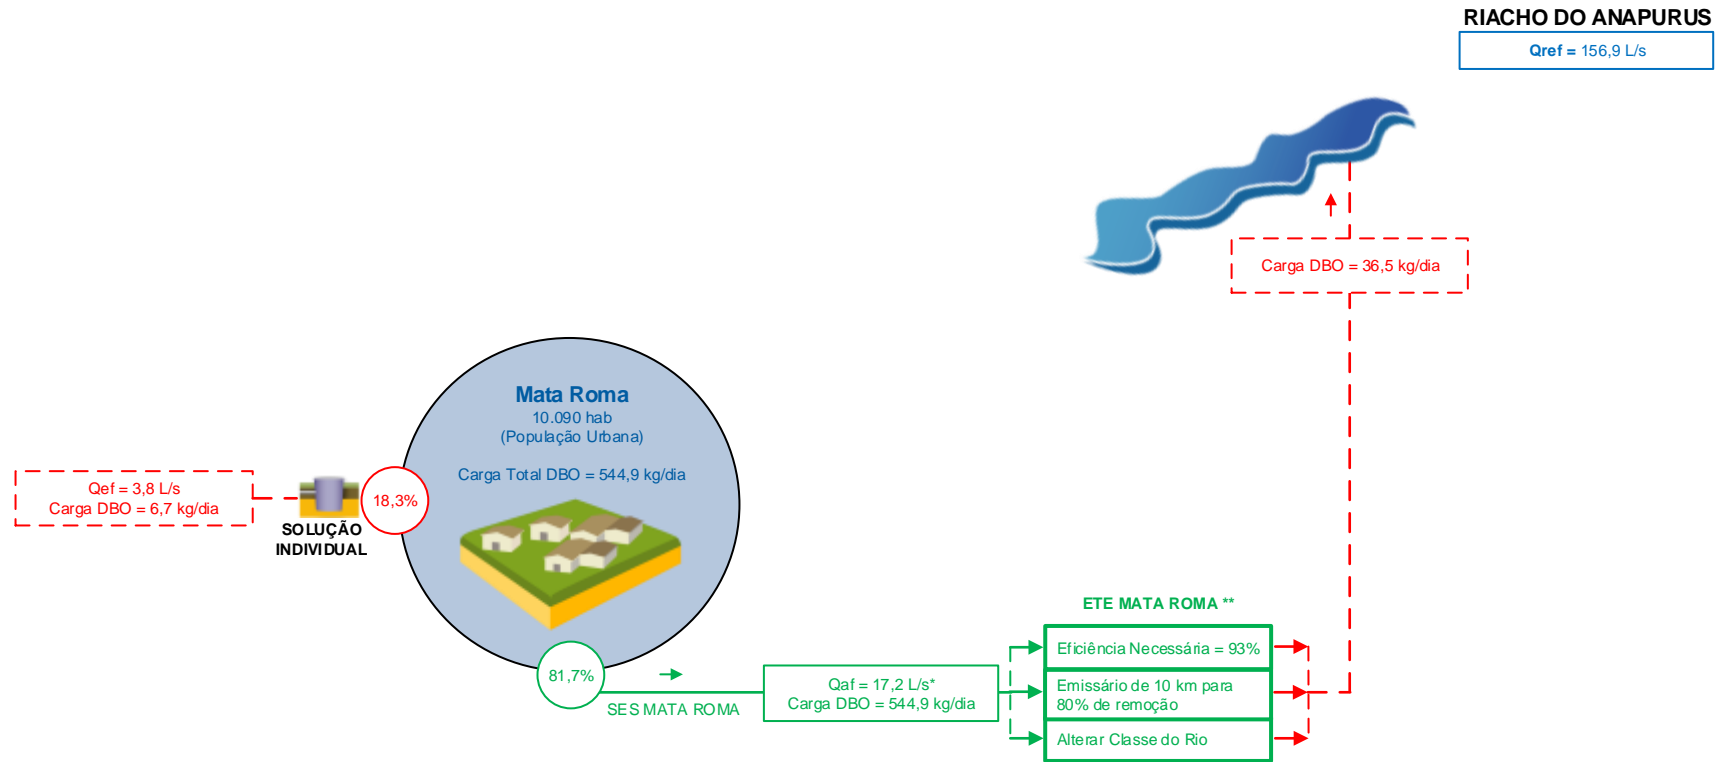 RIACHO DO ANAPURUS
Qref = 156,9 L/s
Carga DBO = 36,5 kg/dia
Mata Roma
10.090 hab
(População Urbana)
Carga Total DBO = 544,9 kg/dia
Qef = 3,8 L/s
Carga DBO = 6,7 kg/dia
18,3%
SOLUÇÃO
INDIVIDUAL
81,7%
SES MATA ROMA
Qaf = 17,2 L/s*
Carga DBO = 544,9 kg/dia
ETE MATA ROMA **
Eficiência Necessária = 93%
Emissário de 10 km para
80% de remoção
Alterar Classe do Rio